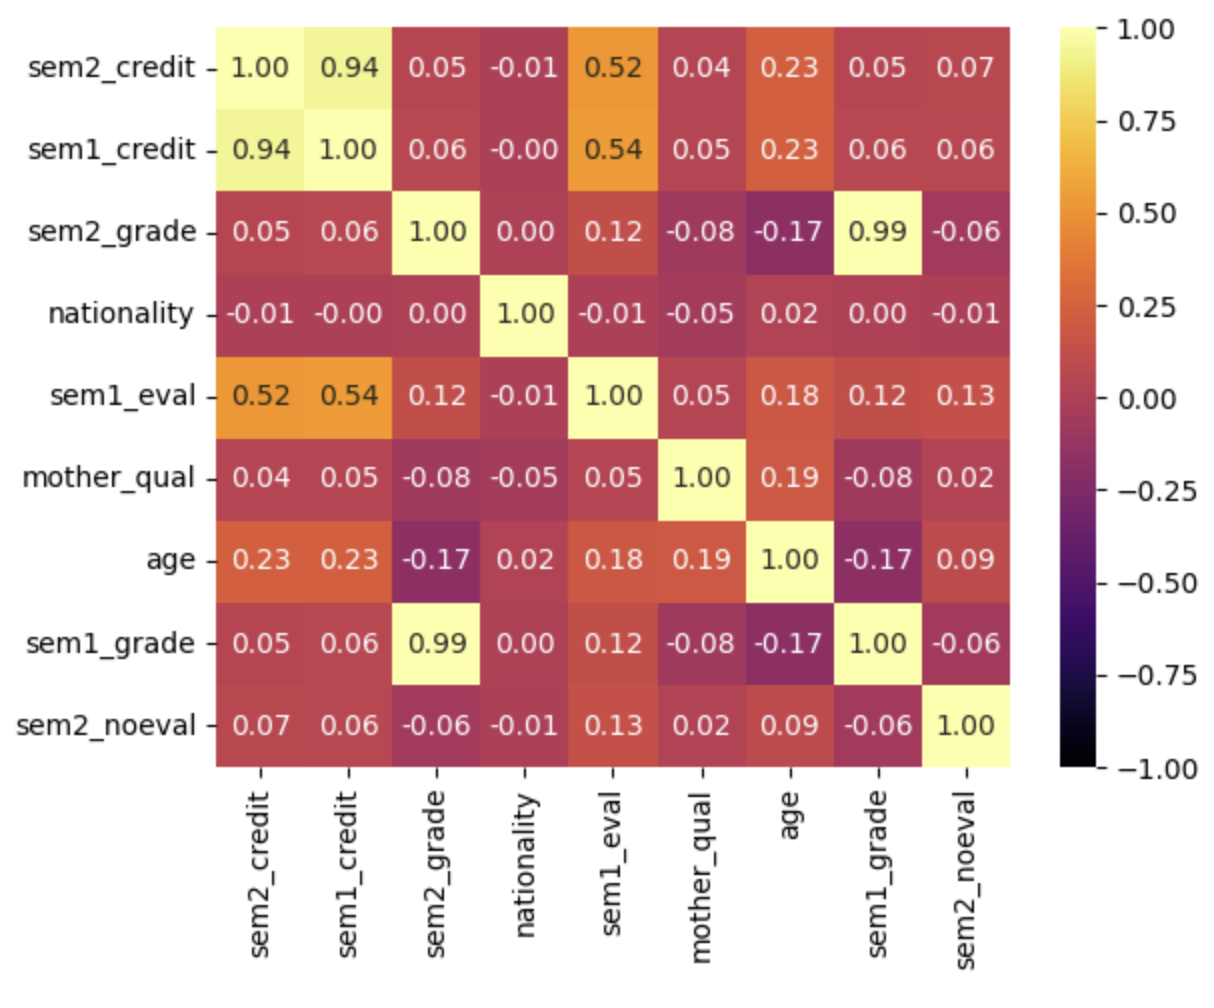 sem2_credit 1.00 0.94 0.05 -0.01 0.52 0.04 0.23 0.05 0.07
sem1_credit 0.94 1.00 0.06 -0.00 0.54 0.05 0.23 0.06 0.06
sem2_grade 0.05 0.06 1.00 0.00 0.12 -0.08 -0.17 0.99 -0.06
nationality -0.01 -0.00 0.00 1.00 -0.01 -0.05 0.02 0.00 -0.01
sem1_eval 0.52 0.54 0.12 -0.01 1.00 0.05 0.18 0.12 0.13
mother_qual 0.04 0.05 -0.08 -0.05 0.05 1.00 0.19 -0.08 0.02
age 0.23 0.23 -0.17 0.02 0.18 0.19 1.00 -0.17 0.09
sem1_grade 0.05 0.06 0.99 0.00 0.12 -0.08 -0.17 1.00 -0.06
sem2_noeval 0.07 0.06 -0.06 -0.01 0.13 0.02 0.09 -0.06 1.00
sem2_credit
sem1_credit
sem2_grade
nationality
sem1_eval
mother_qual
age
sem1_grade
sem2_noeval
1.00
0.75
0.50
0.25
0.00
−0.25
−0.50
−0.75
−1.00